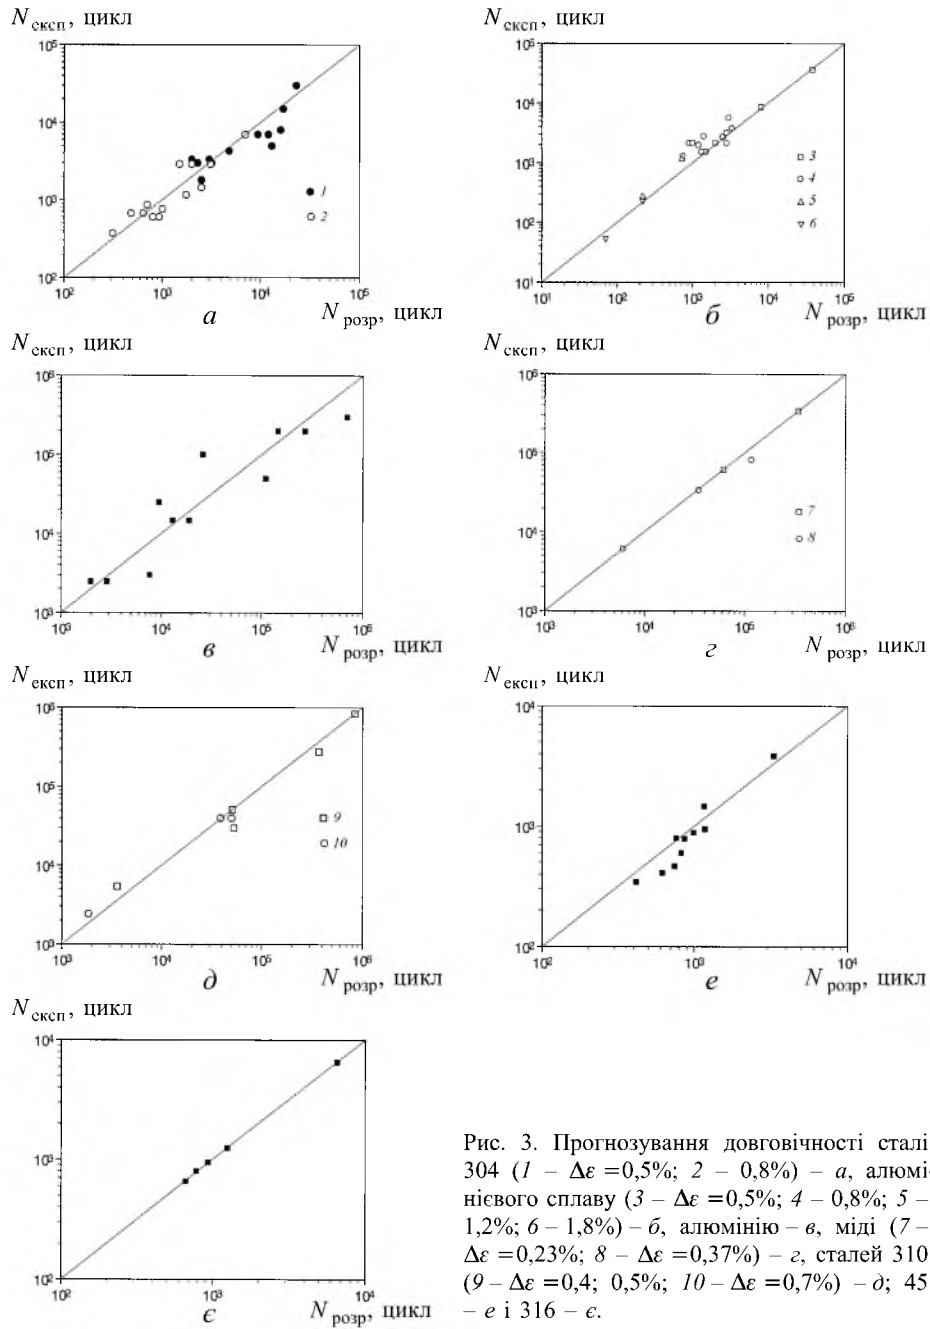 N експ, цикл
10⁵
10⁴
10³
10²
10² 10³ 10⁴ 10⁵
1
2
а N розр, цикл
N експ, цикл
10⁵
10⁴
10³
10²
10¹
10¹ 10² 10³ 10⁴ 10⁵
3
4
5
6
б N розр, цикл
N експ, цикл
10⁶
10⁵
10⁴
10³
10³ 10⁴ 10⁵ 10⁶
в N розр, цикл
N експ, цикл
10⁶
10⁵
10⁴
10³
10³ 10⁴ 10⁵ 10⁶
7
8
г N розр, цикл
N експ, цикл
10⁶
10⁵
10⁴
10³
10³ 10⁴ 10⁵ 10⁶
9
10
д N розр, цикл
N експ, цикл
10⁴
10³
10²
10² 10³ 10⁴
е N розр, цикл
N експ, цикл
10⁴
10³
10²
10² 10³ 10⁴
є N розр, цикл
Рис. 3. Прогнозування довговічності сталі
304 (1 – Δε =0,5%; 2 – 0,8%) – а, алюмі-
нієвого сплаву (3 – Δε =0,5%; 4 – 0,8%; 5 –
1,2%; 6 – 1,8%) – б, алюмінію – в, міді (7 –
Δε =0,23%; 8 – Δε =0,37%) – г, сталей 310
(9 – Δε =0,4; 0,5%; 10 – Δε =0,7%) – д; 45
– е і 316 – є.